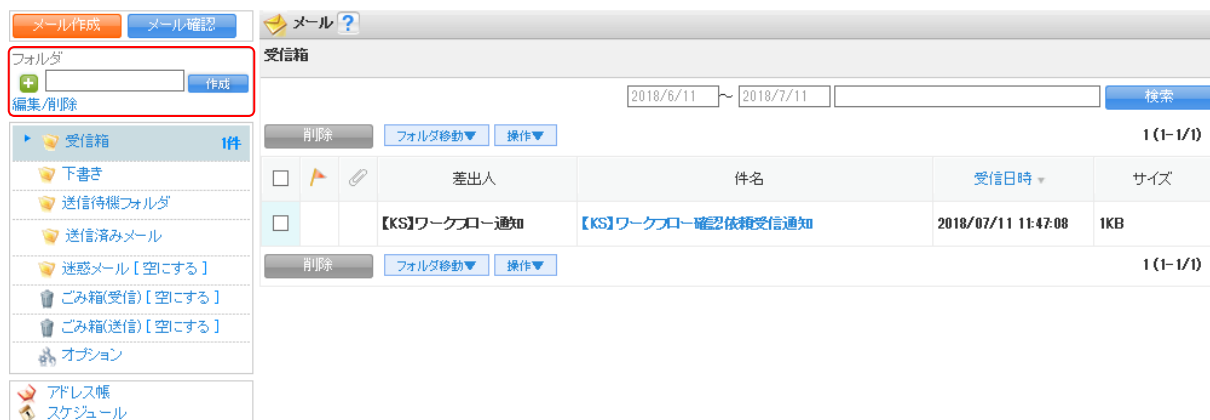 メール作成 メール確認
フォルダ
作成
編集/削除
受信箱 1件
下書き
送信待機フォルダ
送信済みメール
迷惑メール [ 空にする ]
ごみ箱(受信) [ 空にする ]
ごみ箱(送信) [ 空にする ]
オプション
アドレス帳
スケジュール
メール ?
受信箱
2018/6/11 ～ 2018/7/11 検索
削除 フォルダ移動▼ 操作▼ 1 (1-1/1)
差出人 件名 受信日時 ▼ サイズ
【KS】ワークフロー通知 【KS】ワークフロー確認依頼受信通知 2018/07/11 11:47:08 1KB
削除 フォルダ移動▼ 操作▼ 1 (1-1/1)